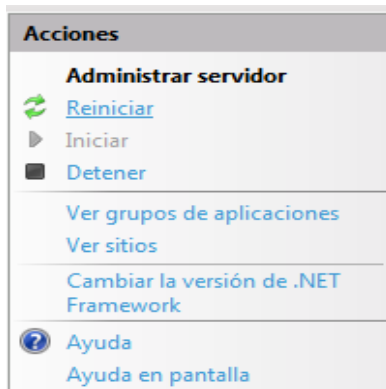 Acciones
Administrar servidor
Reiniciar
Iniciar
Detener
Ver grupos de aplicaciones
Ver sitios
Cambiar la versión de .NET
Framework
Ayuda
Ayuda en pantalla